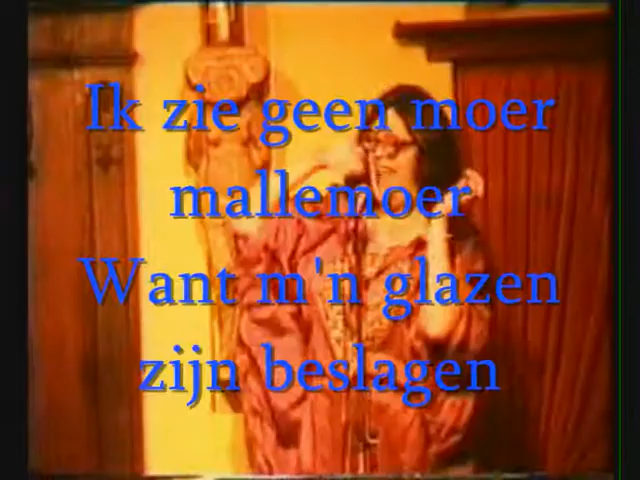 Ik zie geen moer
mallemoer
Want m'n glazen
zijn beslagen